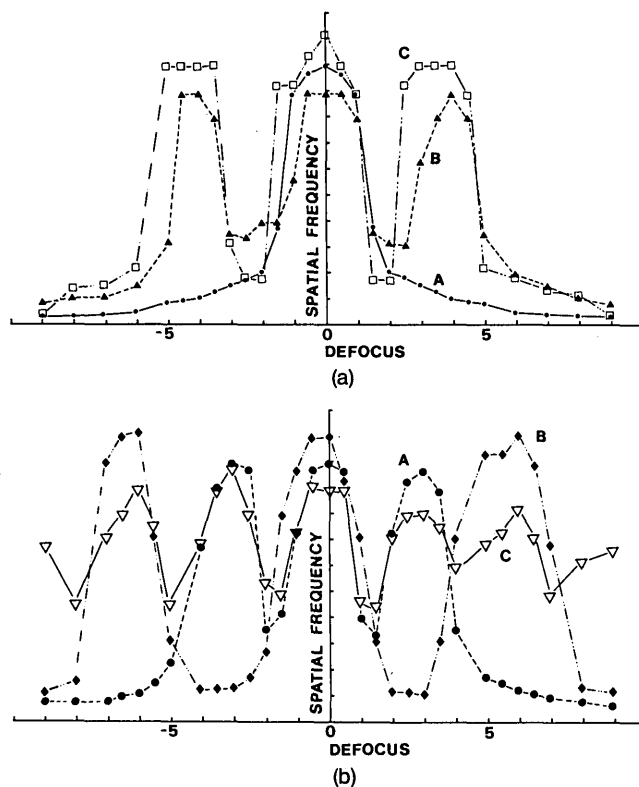 C
B
A
SPATIAL FREQUENCY
-5 0 5
DEFOCUS
(a)
A B
C
SPATIAL FREQUENCY
-5 0 5
DEFOCUS
(b)